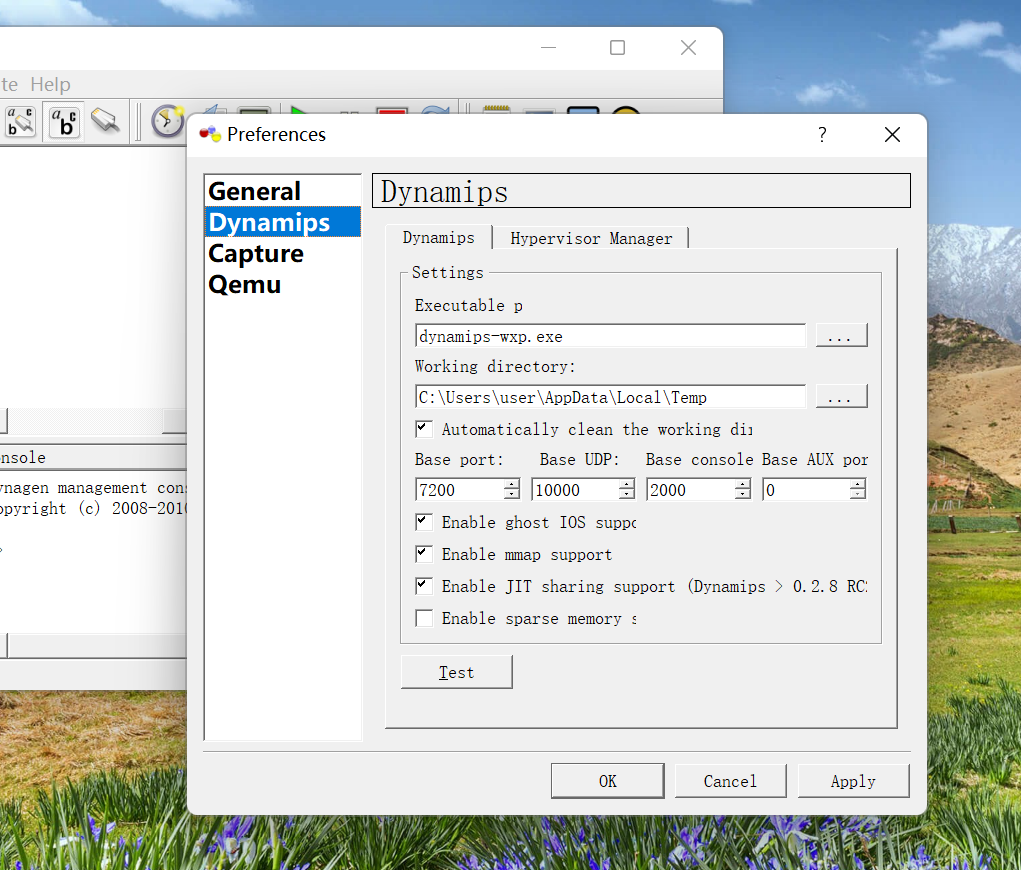 te Help
Preferences
General
Dynamips
Capture
Qemu
Dynamips
Dynamips Hypervisor Manager
Settings
Executable p
dynamips-wxp.exe ...
Working directory:
C:\Users\user\AppData\Local\Temp ...
Automatically clean the working dir
Base port: Base UDP: Base console Base AUX por
7200 10000 2000 0
Enable ghost IOS suppo
Enable mmap support
Enable JIT sharing support (Dynamips > 0.2.8 RC2
Enable sparse memory s
Test
OK Cancel Apply
nsole
ynagen management cons
opyright (c) 2008-2010